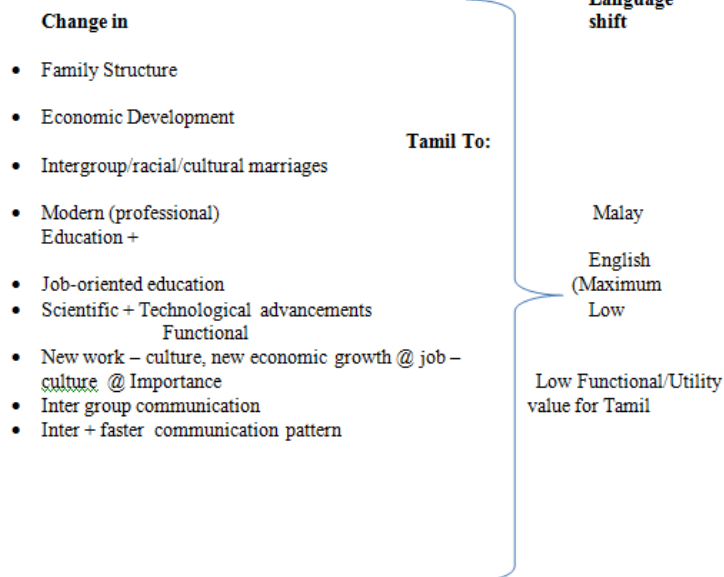 Change in
Language
shift
• Family Structure
• Economic Development
Tamil To:
• Intergroup/racial/cultural marriages
• Modern (professional)
Education +
Malay
English
• Job-oriented education
(Maximum
• Scientific + Technological advancements
Low
Functional
• New work – culture, new economic growth @ job –
culture @ Importance
Low Functional/Utility
• Inter group communication
value for Tamil
• Inter + faster communication pattern